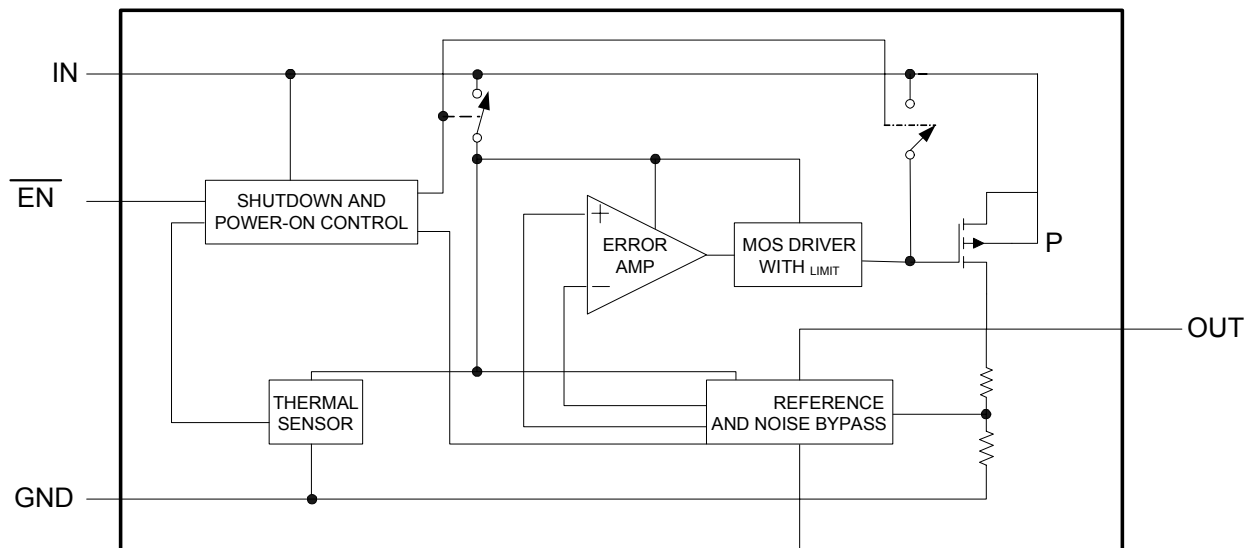 IN
EN
SHUTDOWN AND
POWER-ON CONTROL
+
ERROR
AMP
−
MOS DRIVER
WITH LIMIT
P
OUT
THERMAL
SENSOR
REFERENCE
AND NOISE BYPASS
GND